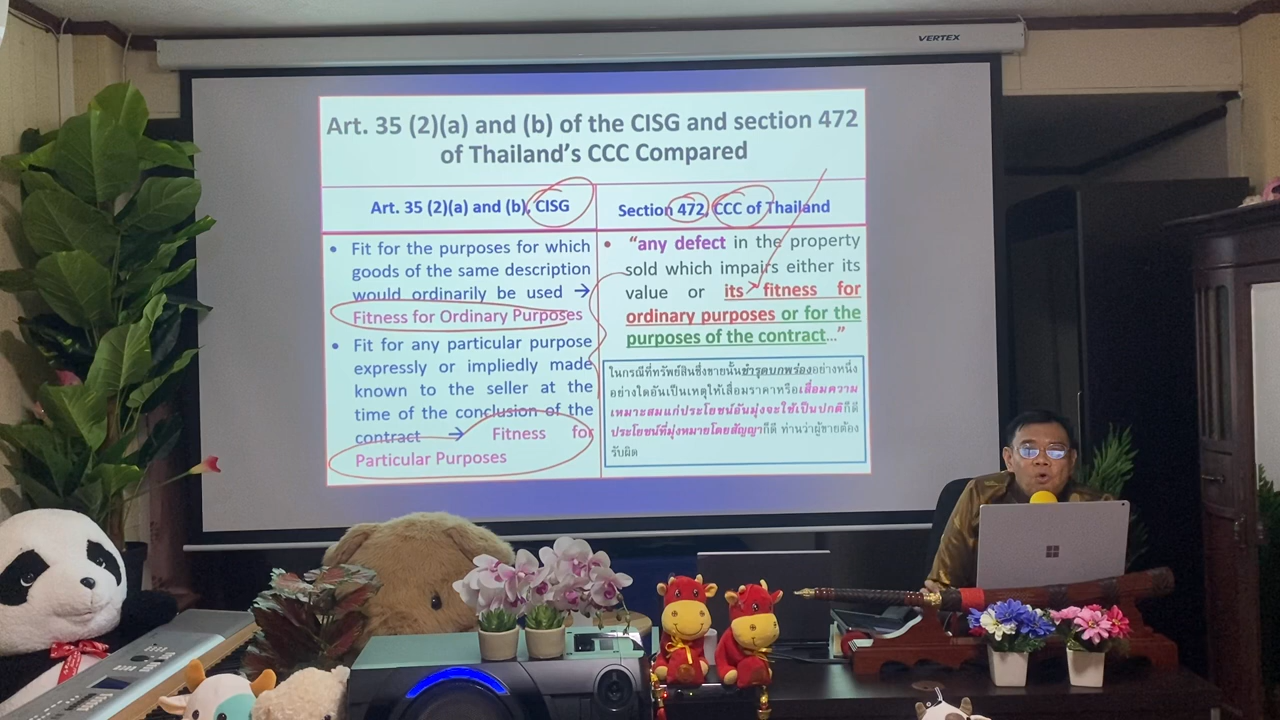 VERTEX
Art. 35 (2)(a) and (b) of the CISG and section 472
of Thailand's CCC Compared
Art. 35 (2)(a) and (b), CISG
Section 472, CCC of Thailand
• Fit for the purposes for which
goods of the same description
would ordinarily be used →
Fitness for Ordinary Purposes
• Fit for any particular purpose
expressly or impliedly made
known to the seller at the
time of the conclusion of the
contract → Fitness for
Particular Purposes
• “any defect in the property
sold which impairs either its
value or its fitness for
ordinary purposes or for the
purposes of the contract…”
ในกรณีที่ทรัพย์สินซึ่งขายนั้นชำรุดบกพร่องอย่างหนึ่ง
อย่างใดอันเป็นเหตุให้เสื่อมราคาหรือเสื่อมความ
เหมาะสมแก่ประโยชน์อันมุ่งจะใช้เป็นปกติก็ดี
ประโยชน์ที่มุ่งหมายโดยสัญญาก็ดี ท่านว่าผู้ขายต้อง
รับผิด